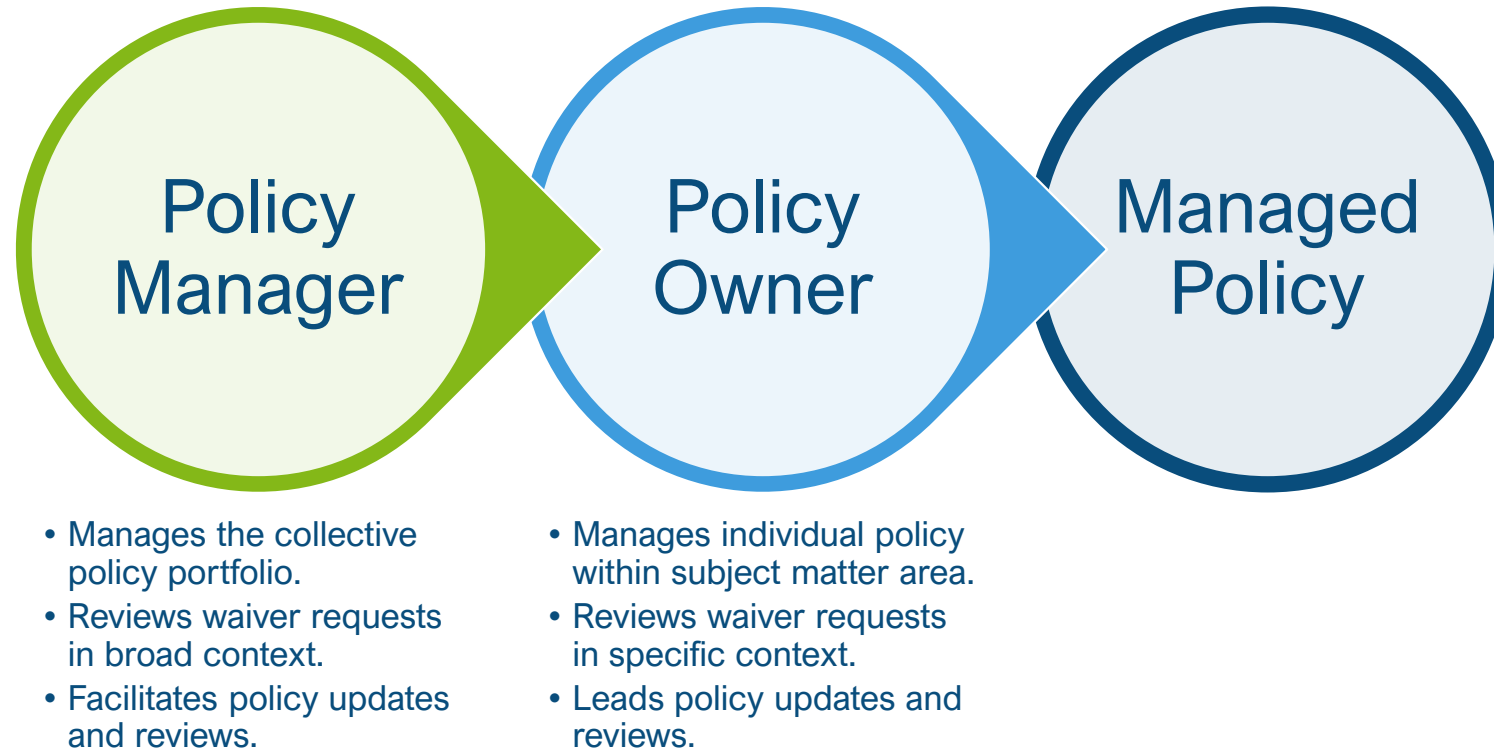 Policy
Manager
Policy
Owner
Managed
Policy
• Manages the collective
policy portfolio.
• Reviews waiver requests
in broad context.
• Facilitates policy updates
and reviews.
• Manages individual policy
within subject matter area.
• Reviews waiver requests
in specific context.
• Leads policy updates and
reviews.